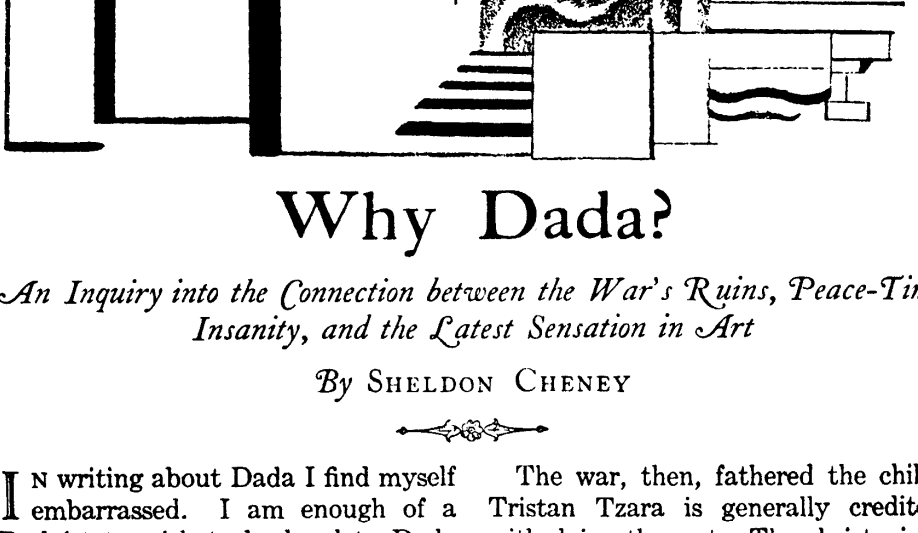 Why Dada?
An Inquiry into the Connection between the War's Ruins, Peace-Tim
Insanity, and the Latest Sensation in Art
By SHELDON CHENEY
IN writing about Dada I find myself
embarrassed. I am enough of a
The war, then, fathered the chil
Tristan Tzara is generally credit